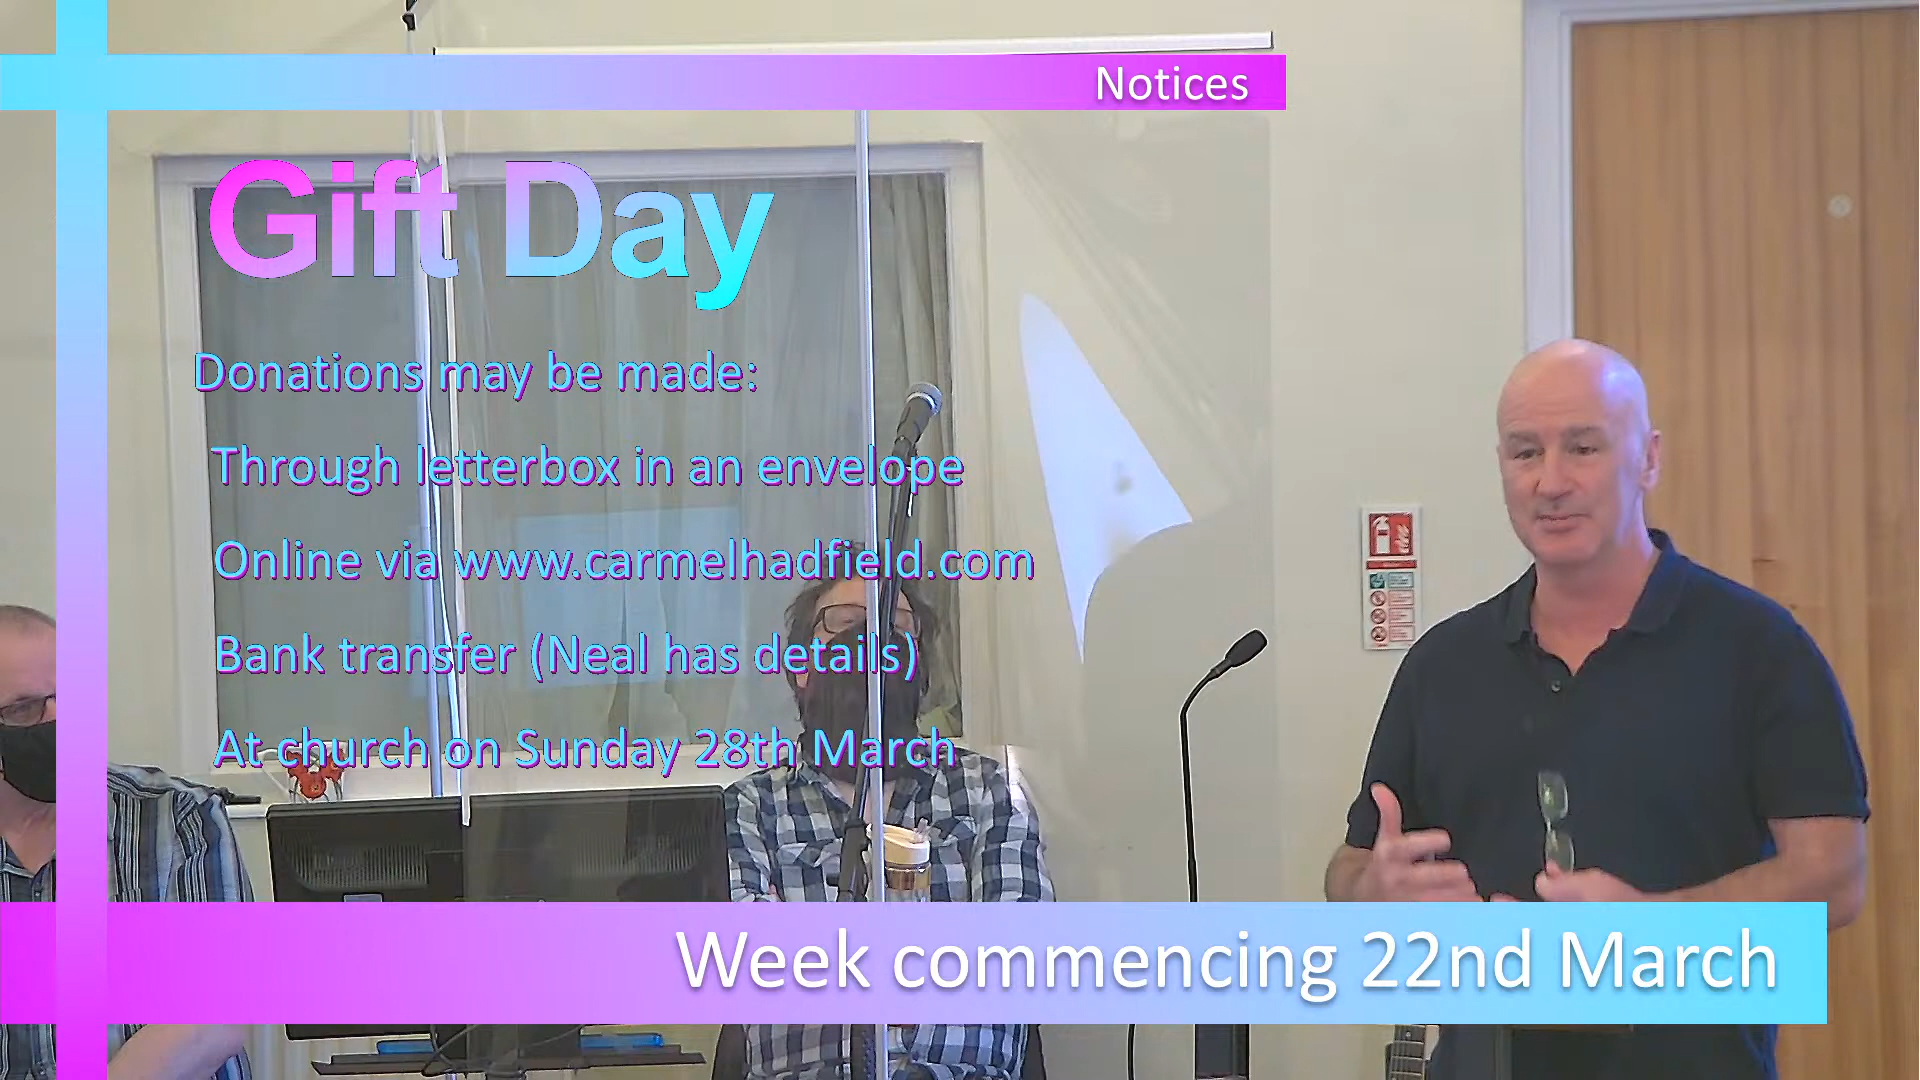 Notices
Gift Day
Donations may be made:
Through letterbox in an envelope
Online via www.carmelhadfield.com
Bank transfer (Neal has details)
At church on Sunday 28th March
Week commencing 22nd March